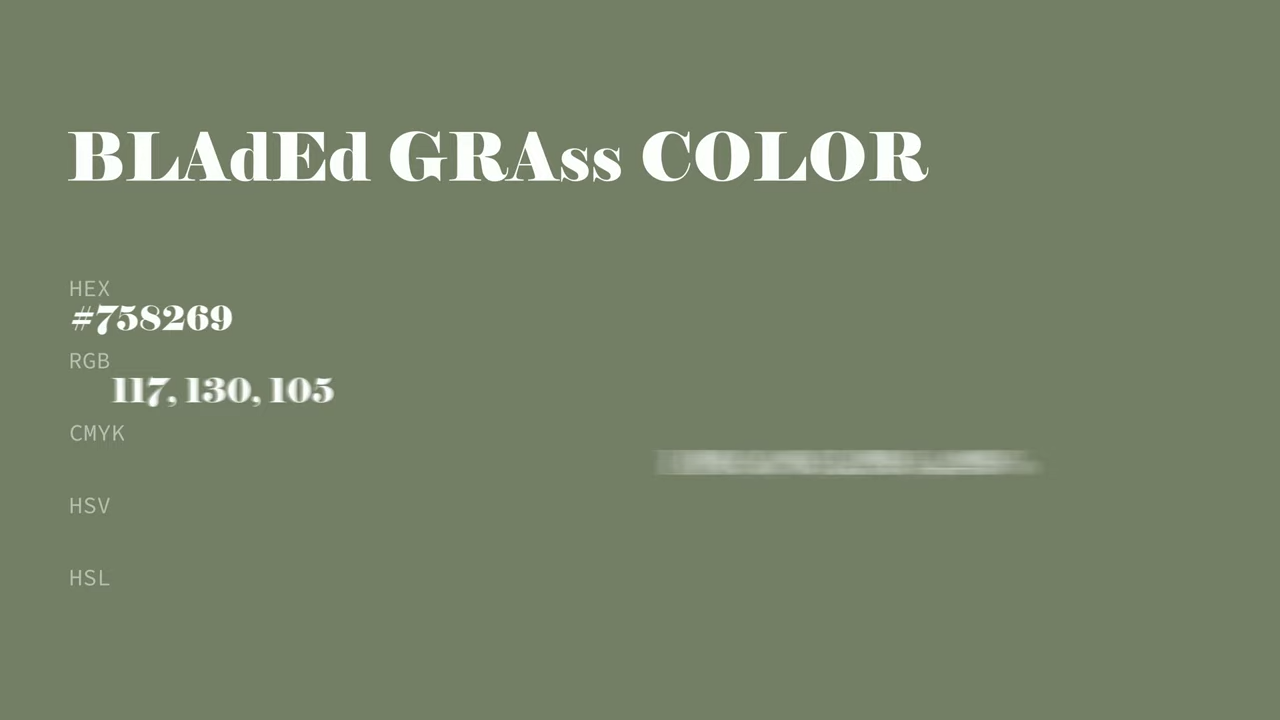 BLAdEd GRAss COLOR
HEX
#758269
RGB
117, 130, 105
CMYK
HSV
HSL